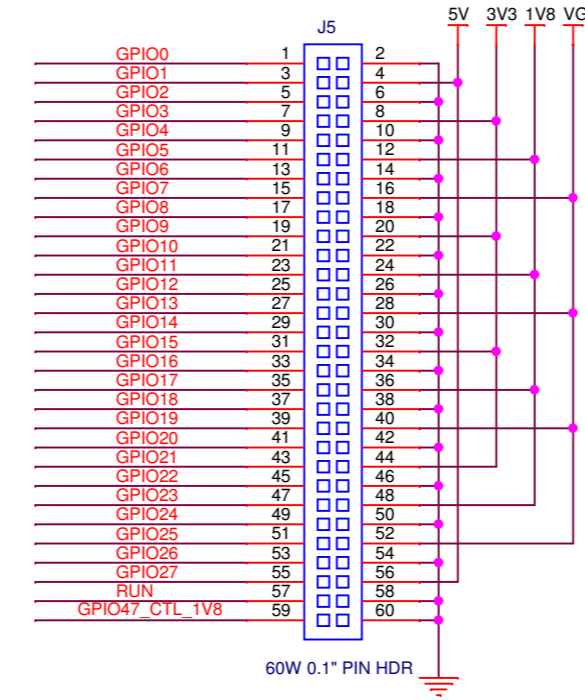 5V 3V3 1V8 VG
J5
GPIO0 1 2
GPIO1 3 4
GPIO2 5 6
GPIO3 7 8
GPIO4 9 10
GPIO5 11 12
GPIO6 13 14
GPIO7 15 16
GPIO8 17 18
GPIO9 19 20
GPIO10 21 22
GPIO11 23 24
GPIO12 25 26
GPIO13 27 28
GPIO14 29 30
GPIO15 31 32
GPIO16 33 34
GPIO17 35 36
GPIO18 37 38
GPIO19 39 40
GPIO20 41 42
GPIO21 43 44
GPIO22 45 46
GPIO23 47 48
GPIO24 49 50
GPIO25 51 52
GPIO26 53 54
GPIO27 55 56
RUN 57 58
GPIO47_CTL_1V8 59 60
60W 0.1" PIN HDR